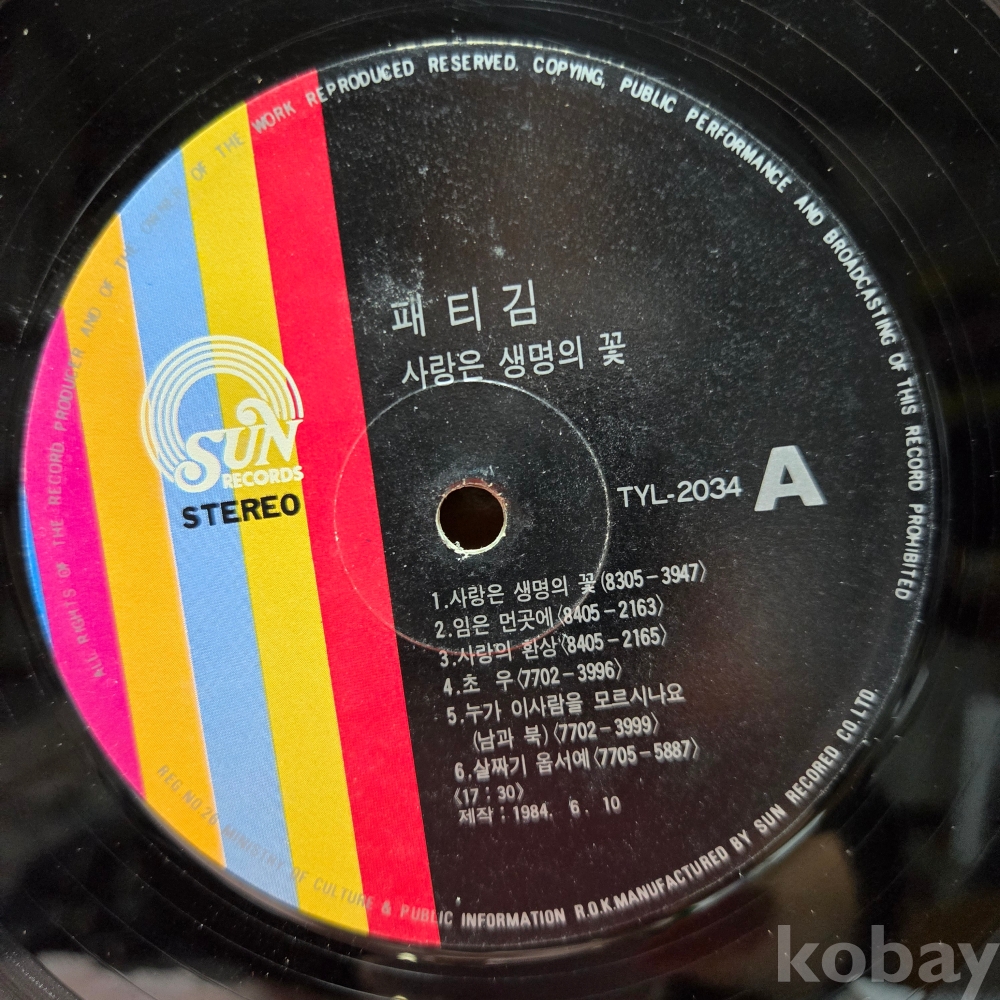 ALL RIGHTS OF THE RECORD PRODUCER AND OF THE OWNER OF THE WORK REPRODUCED RESERVED. COPYING, PUBLIC PERFORMANCE AND BROADCASTING OF THIS RECORD PROHIBITED
패티김
사랑은 생명의 꽃
SUN
RECORDS
STEREO
TYL-2034 A
1.사랑은 생명의 꽃〈8305-3947〉
2.임은 먼곳에〈8405-2163〉
3.사랑의 환상〈8405-2165〉
4.초 우〈7702-3996〉
5.누가 이사람을 모르시나요
(남과 북)〈7702-3999〉
6.살짜기 옵서예〈7705-5887〉
〈17:30〉
제작:1984. 6. 10
REG NO.26 MINISTRY OF CULTURE & PUBLIC INFORMATION R.O.K.MANUFACTURED BY SUN RECORED CO.,LTD.
kobay